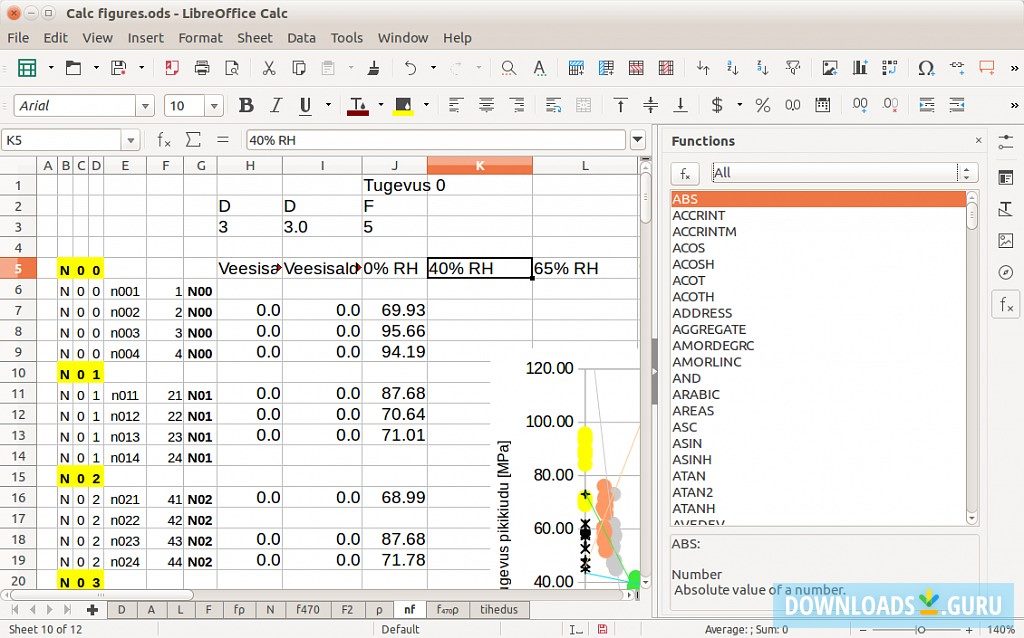 Calc figures.ods - LibreOffice Calc
File Edit View Insert Format Sheet Data Tools Window Help
Arial 10
K5 40% RH
A B C D E F G H I J K L
1 Tugevus 0
2 D D F
3 3 3.0 5
4
5 N 0 0 Veesisa Veesisald 0% RH 40% RH 65% RH
6 N 0 0 n001 1 N00
7 N 0 0 n002 2 N00 0.0 0.0 69.93
8 N 0 0 n003 3 N00 0.0 0.0 95.66
9 N 0 0 n004 4 N00 0.0 0.0 94.19
10 N 0 1
11 N 0 1 n011 21 N01 0.0 0.0 87.68
12 N 0 1 n012 22 N01 0.0 0.0 70.64
13 N 0 1 n013 23 N01 0.0 0.0 71.01
14 N 0 1 n014 24 N01
15 N 0 2
16 N 0 2 n021 41 N02 0.0 0.0 68.99
17 N 0 2 n022 42 N02
18 N 0 2 n023 43 N02 0.0 0.0 87.68
19 N 0 2 n024 44 N02 0.0 0.0 71.78
20 N 0 3
120.00
100.00
80.00
60.00
40.00
gevus pikikiudu [MPa]
D A L F fρ N f470 F2 ρ nf tihedus
Sheet 10 of 12 Default Average: ; Sum: 0 140%
Functions
All
ABS
ACCRINT
ACCRINTM
ACOS
ACOSH
ACOT
ACOTH
ADDRESS
AGGREGATE
AMORDEGRC
AMORLINC
AND
ARABIC
AREAS
ASC
ASIN
ASINH
ATAN
ATAN2
ATANH
AVEDEV
ABS:
Number
Absolute value of a number.
DOWNLOADS.GURU